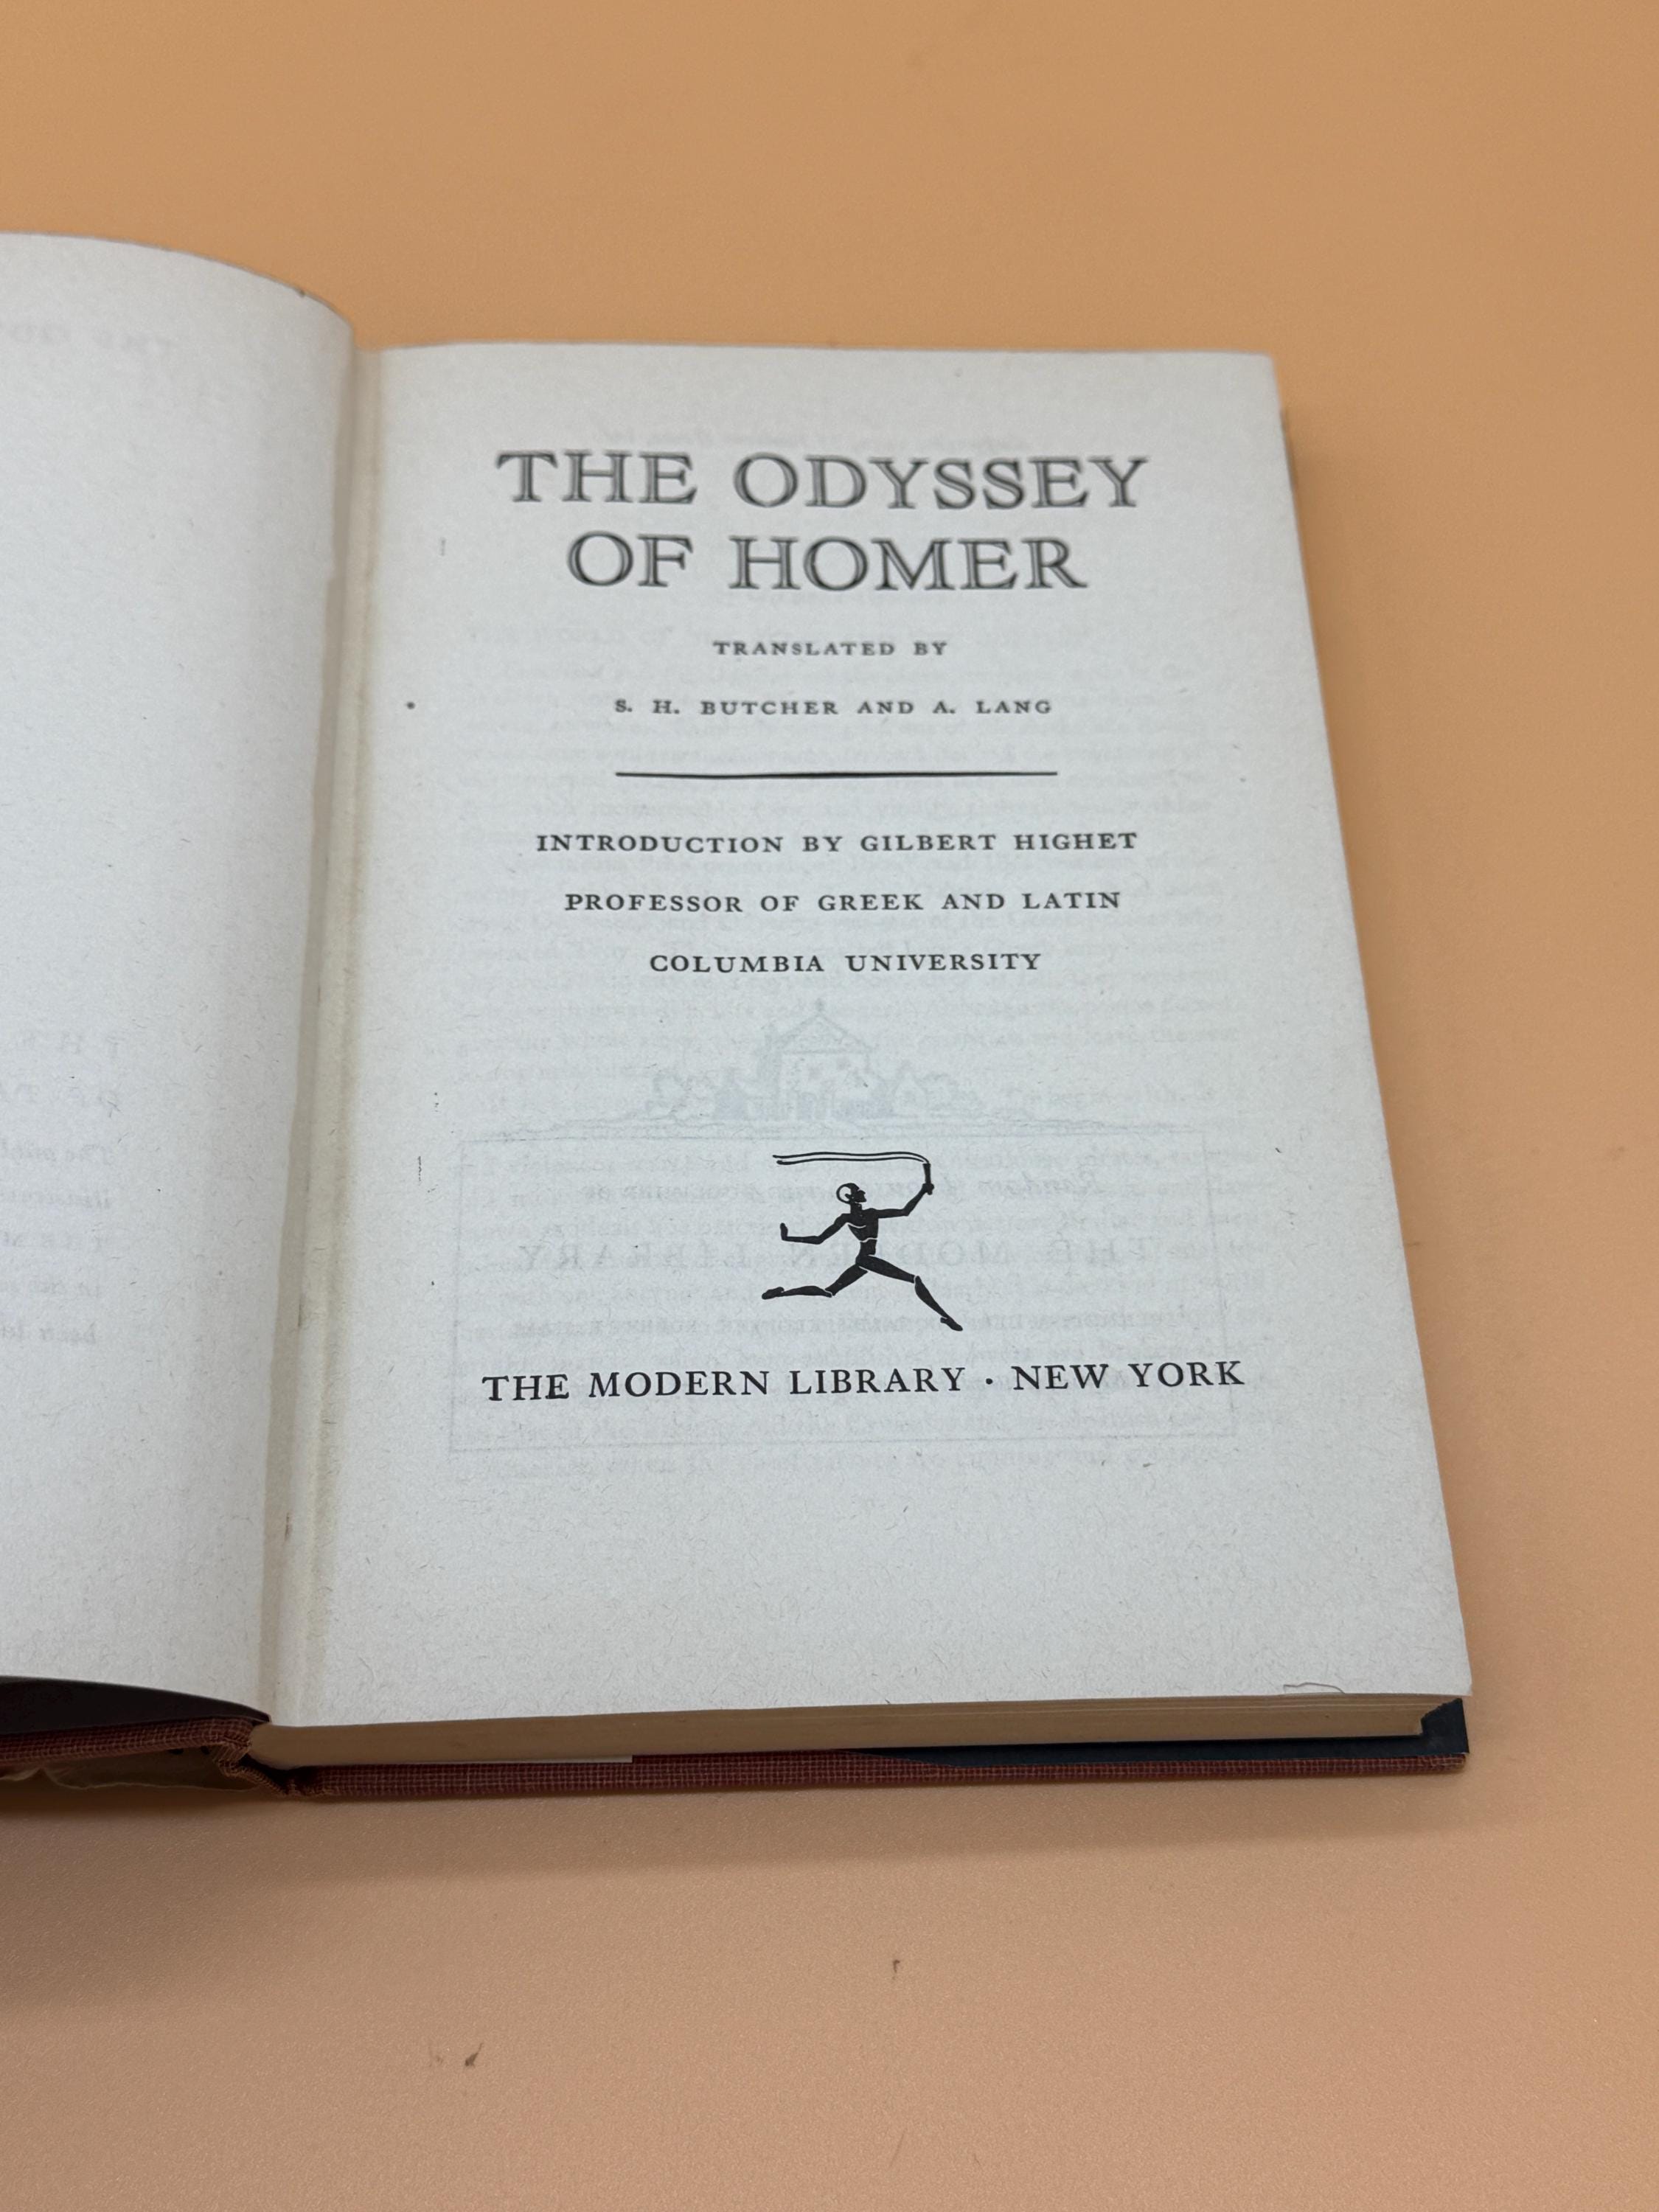 THE ODYSSEY
OF HOMER
TRANSLATED BY
S. H. BUTCHER AND A. LANG
INTRODUCTION BY GILBERT HIGHET
PROFESSOR OF GREEK AND LATIN
COLUMBIA UNIVERSITY
THE MODERN LIBRARY · NEW YORK